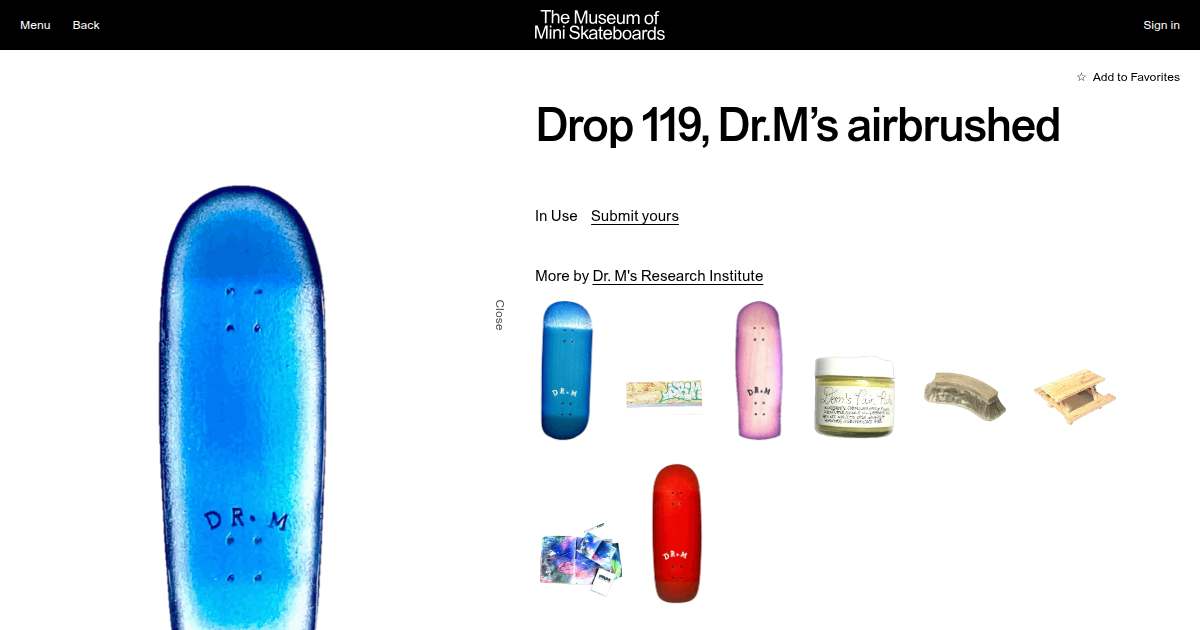 Menu
Back
The Museum of
Mini Skateboards
Sign in
☆ Add to Favorites
Drop 119, Dr.M’s airbrushed
In Use Submit yours
More by Dr. M's Research Institute
Close
DR•M
DR•M
DR•M
DR•M